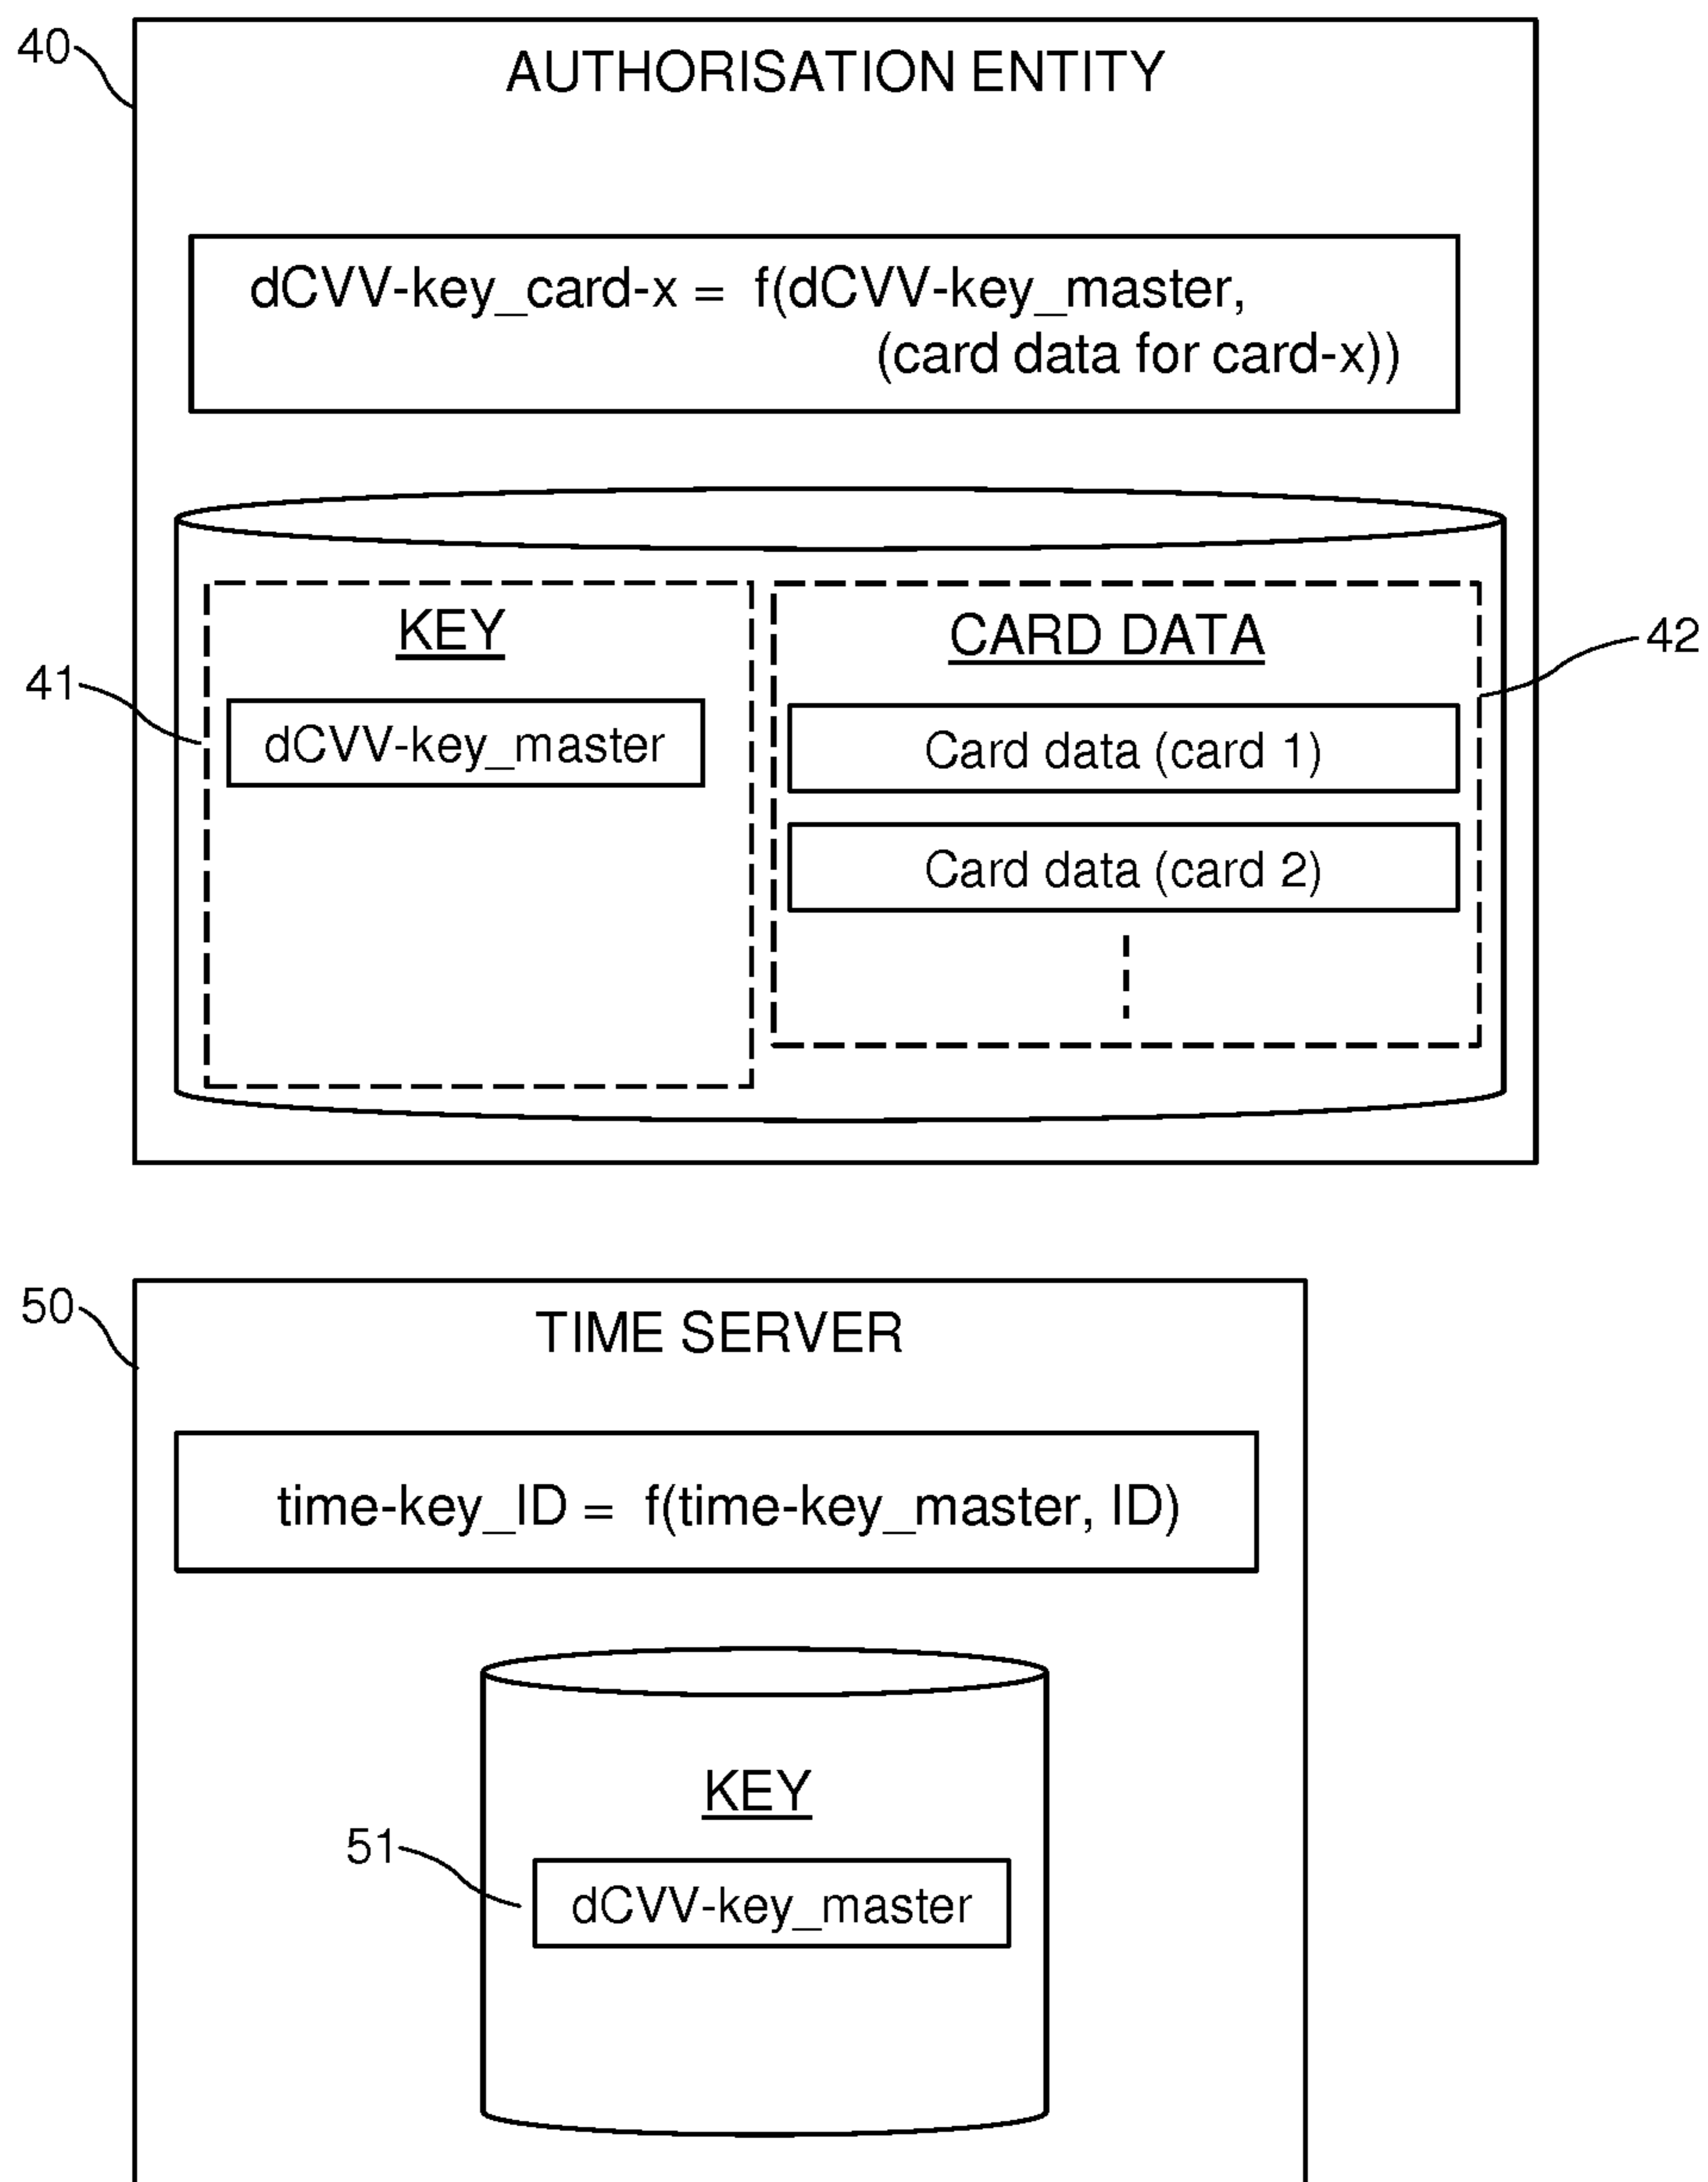 40
AUTHORISATION ENTITY
dCVV-key_card-x = f(dCVV-key_master,
(card data for card-x))
KEY
CARD DATA
42
41
dCVV-key_master
Card data (card 1)
Card data (card 2)
50
TIME SERVER
time-key_ID = f(time-key_master, ID)
KEY
51
dCVV-key_master